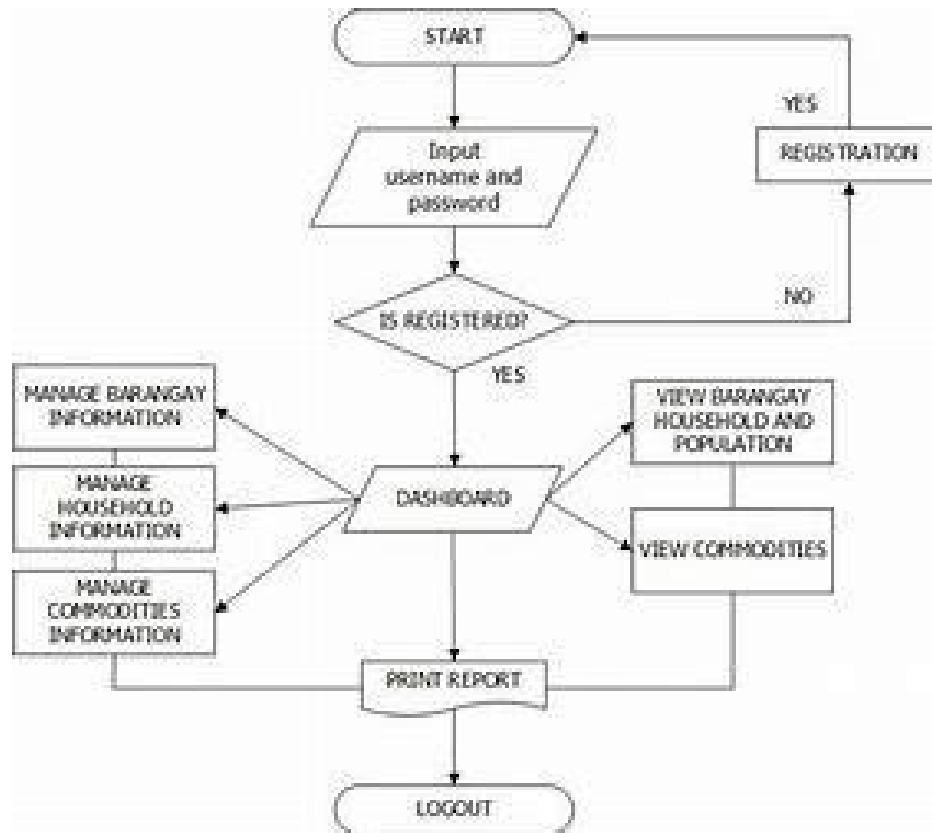 START
YES
REGISTRATION
Input
username and
password
IS REGISTERED?
NO
YES
MANAGE BARANGAY
INFORMATION
VIEW BARANGAY
HOUSEHOLD AND
POPULATION
MANAGE
HOUSEHOLD
INFORMATION
DASHBOARD
VIEW COMMODITIES
MANAGE
COMMODITIES
INFORMATION
PRINT REPORT
LOGOUT